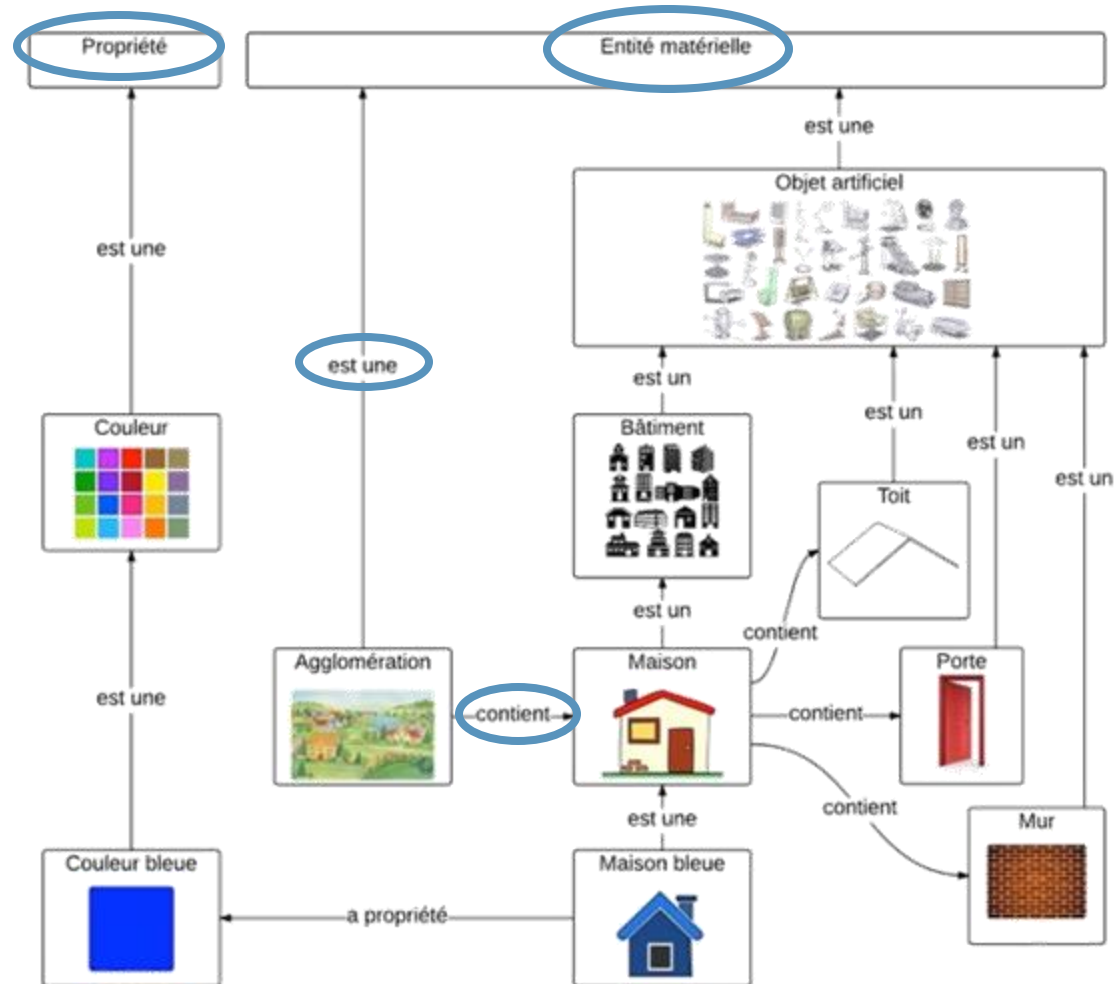 Propriété
Entité matérielle
est une
Objet artificiel
est une
est une
est un
est un
est un
est un
Couleur
Bâtiment
Toit
est un
contient
Agglomération
Maison
Porte
est une
contient
contient
contient
est une
Mur
Couleur bleue
Maison bleue
a propriété